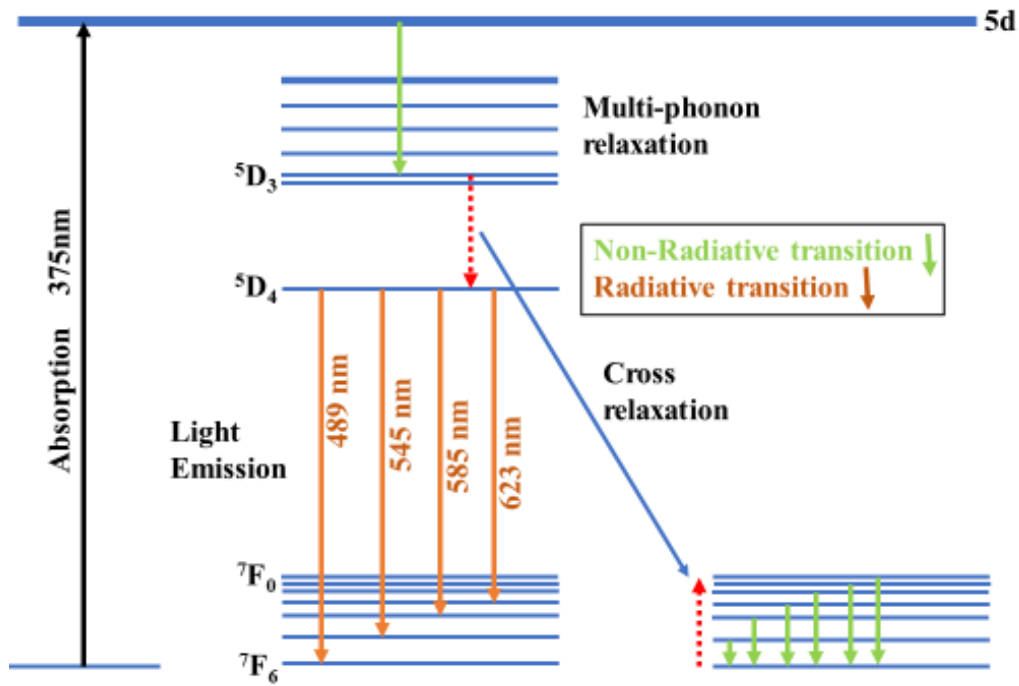 5d
Multi-phonon
relaxation
⁵D₃
Non-Radiative transition
Radiative transition
⁵D₄
Absorption 375nm
Cross
relaxation
Light
Emission
489 nm
545 nm
585 nm
623 nm
⁷F₀
⁷F₆